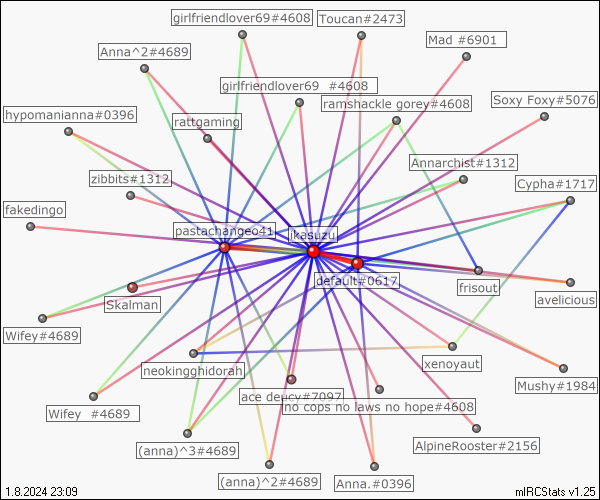 girlfriendlover69#4608
Toucan#2473
Mad #6901
Anna^2#4689
girlfriendlover69 #4608
ramshackle gorey#4608
Soxy Foxy#5076
hypomanianna#0396
rattgaming
Annarchist#1312
zibbits#1312
Cypha#1717
fakedingo
pastachangeo41
ikasuzu
default#0617
frisout
avelicious
Skalman
Wifey#4689
neokingghidorah
xenoyaut
Mushy#1984
ace deucy#7097
no cops no laws no hope#4608
Wifey #4689
(anna)^3#4689
AlpineRooster#2156
(anna)^2#4689
Anna.#0396
1.8.2024 23:09
mIRCStats v1.25